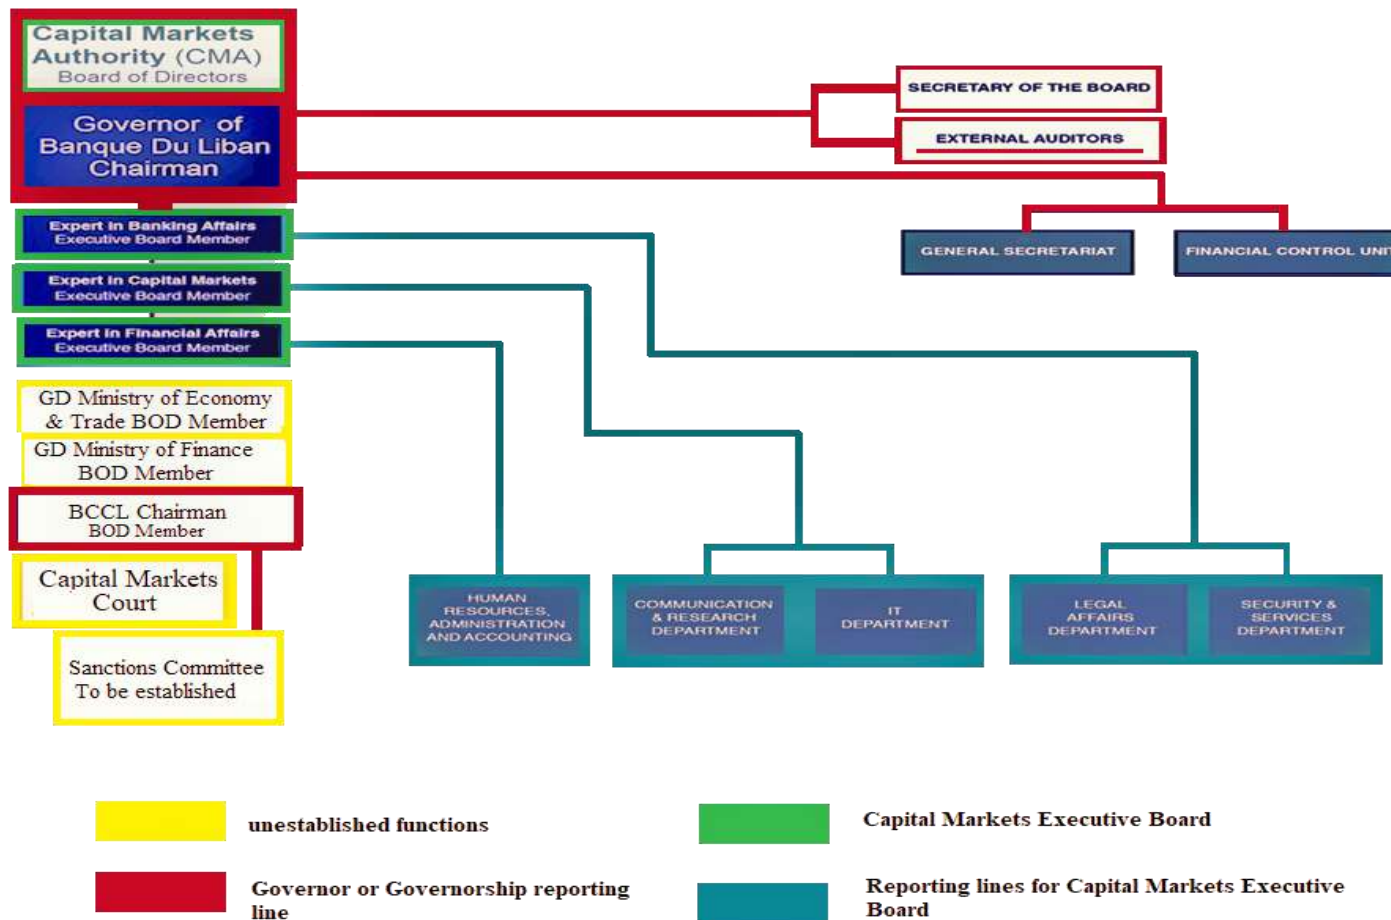 Capital Markets
Authority (CMA)
Board of Directors
Governor of
Banque Du Liban
Chairman
SECRETARY OF THE BOARD
EXTERNAL AUDITORS
GENERAL SECRETARIAT
FINANCIAL CONTROL UNIT
Expert in Banking Affairs
Executive Board Member
Expert in Capital Markets
Executive Board Member
Expert in Financial Affairs
Executive Board Member
GD Ministry of Economy
& Trade BOD Member
GD Ministry of Finance
BOD Member
BCCL Chairman
BOD Member
Capital Markets
Court
Sanctions Committee
To be established
HUMAN
RESOURCES,
ADMINISTRATION
AND ACCOUNTING
COMMUNICATION
& RESEARCH
DEPARTMENT
IT
DEPARTMENT
LEGAL
AFFAIRS
DEPARTMENT
SECURITY &
SERVICES
DEPARTMENT
unestablished functions
Capital Markets Executive Board
Governor or Governorship reporting
line
Reporting lines for Capital Markets Executive
Board